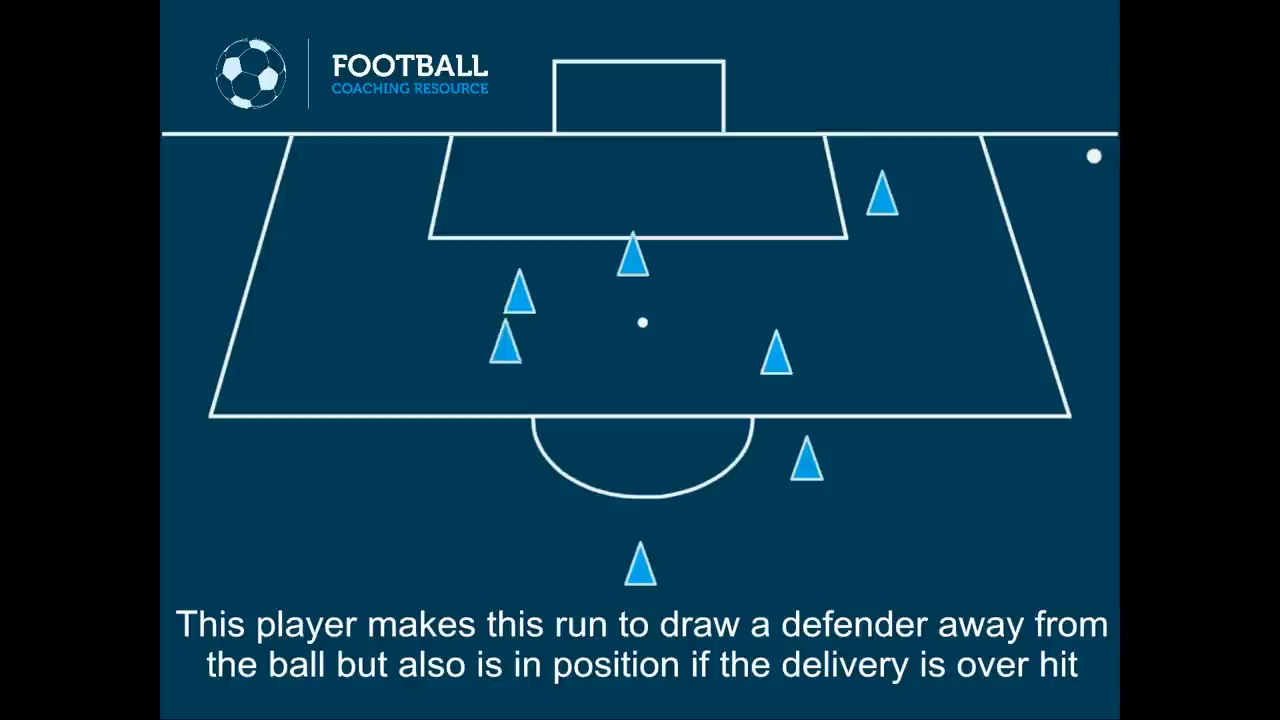 FOOTBALL
COACHING RESOURCE
This player makes this run to draw a defender away from
the ball but also is in position if the delivery is over hit